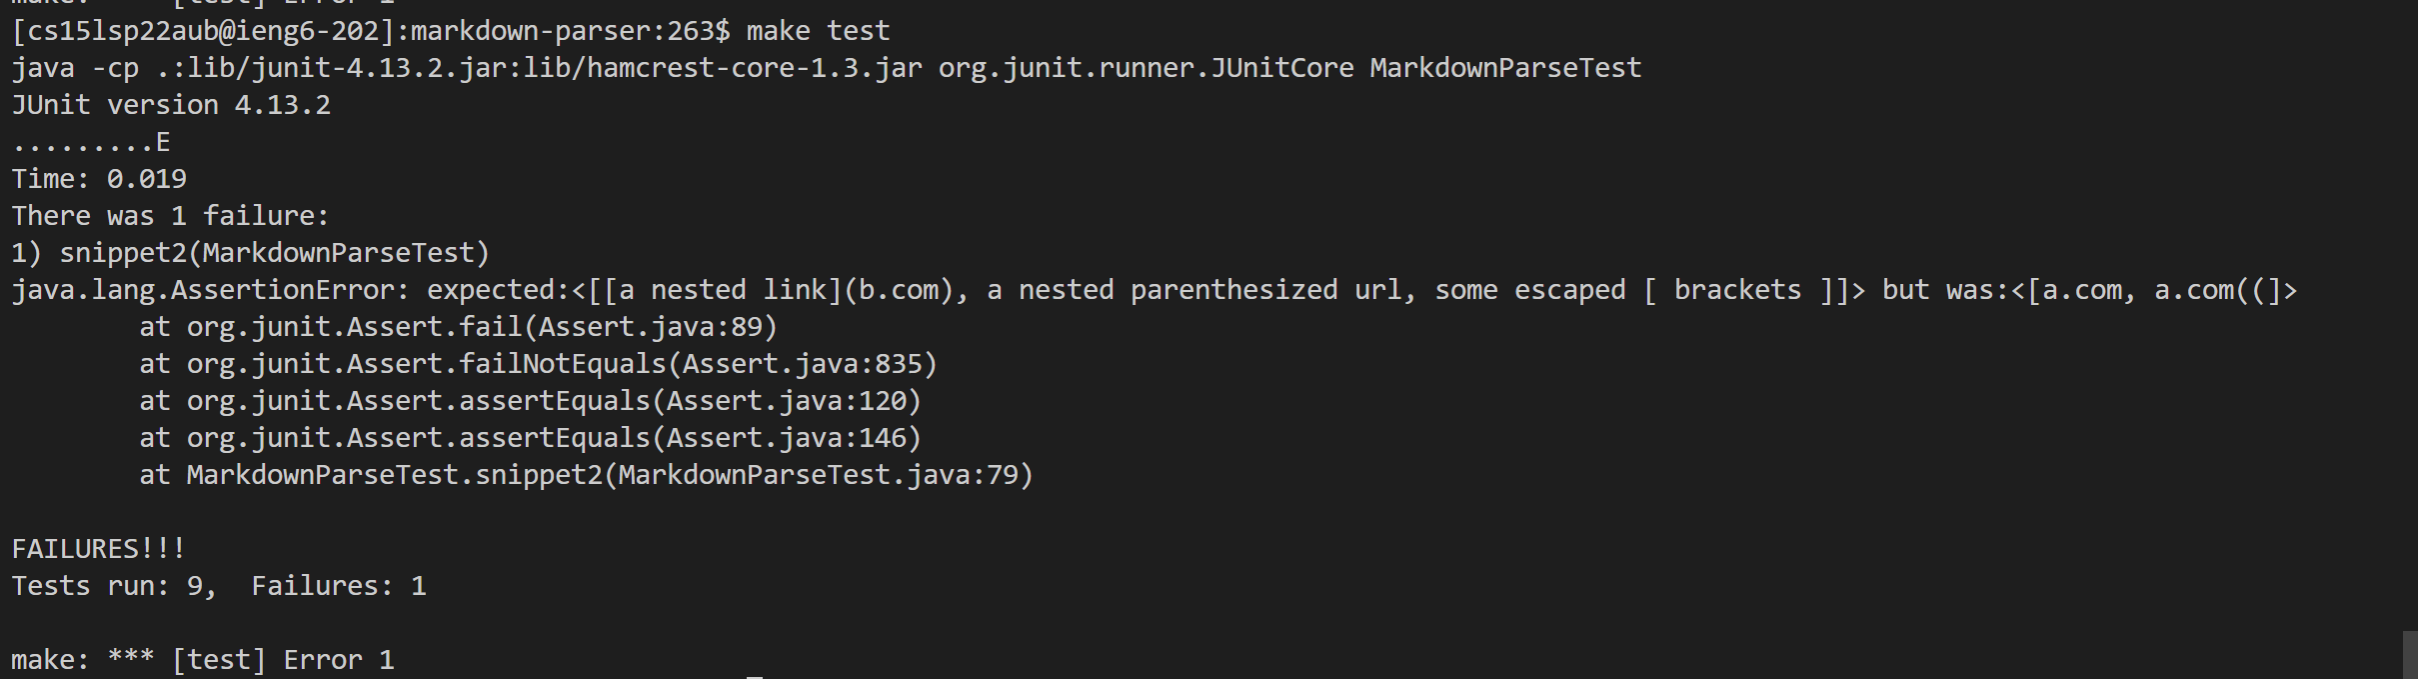 make: *** [test] Error 1
[cs15lsp22aub@ieng6-202]:markdown-parser:263$ make test
java -cp .:lib/junit-4.13.2.jar:lib/hamcrest-core-1.3.jar org.junit.runner.JUnitCore MarkdownParseTest
JUnit version 4.13.2
.........E
Time: 0.019
There was 1 failure:
1) snippet2(MarkdownParseTest)
java.lang.AssertionError: expected:<[[a nested link](b.com), a nested parenthesized url, some escaped [ brackets ]]> but was:<[a.com, a.com((]>
        at org.junit.Assert.fail(Assert.java:89)
        at org.junit.Assert.failNotEquals(Assert.java:835)
        at org.junit.Assert.assertEquals(Assert.java:120)
        at org.junit.Assert.assertEquals(Assert.java:146)
        at MarkdownParseTest.snippet2(MarkdownParseTest.java:79)

FAILURES!!!
Tests run: 9,  Failures: 1

make: *** [test] Error 1